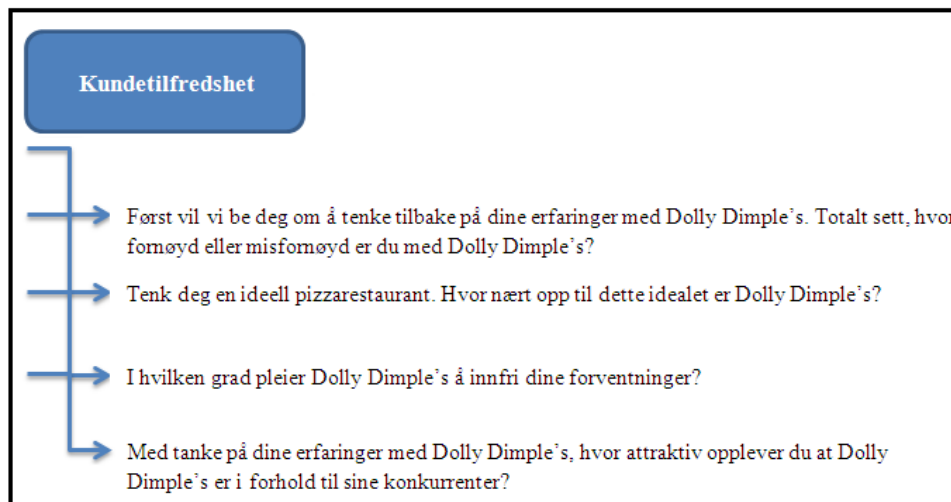 Kundetilfredshet
Først vil vi be deg om å tenke tilbake på dine erfaringer med Dolly Dimple’s. Totalt sett, hvor
fornøyd eller misfornøyd er du med Dolly Dimple’s?
Tenk deg en ideell pizzarestaurant. Hvor nært opp til dette idealet er Dolly Dimple’s?
I hvilken grad pleier Dolly Dimple’s å innfri dine forventninger?
Med tanke på dine erfaringer med Dolly Dimple’s, hvor attraktiv opplever du at Dolly
Dimple’s er i forhold til sine konkurrenter?